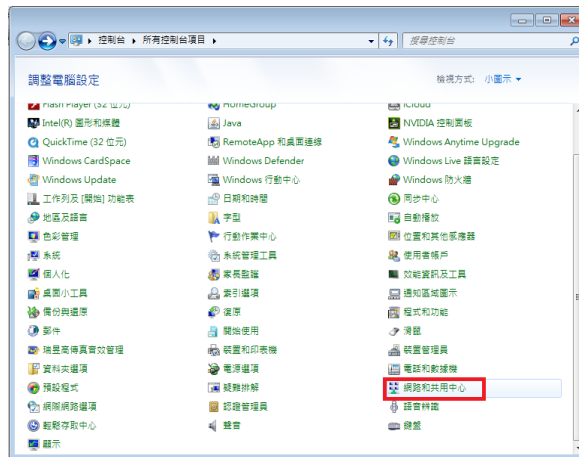 控制台 ▸ 所有控制台項目 ▸
搜尋控制台
調整電腦設定
檢視方式: 小圖示
Flash Player (32 位元) HomeGroup iCloud
Intel(R) 圖形和媒體 Java NVIDIA 控制面板
QuickTime (32 位元) RemoteApp 和桌面連線 Windows Anytime Upgrade
Windows CardSpace Windows Defender Windows Live 語言設定
Windows Update Windows 行動中心 Windows 防火牆
工作列及 [開始] 功能表 日期和時間 同步中心
地區及語言 字型 自動播放
色彩管理 行動作業中心 位置和其他感應器
系統 系統管理工具 使用者帳戶
個人化 家長監護 效能資訊及工具
桌面小工具 索引選項 通知區域圖示
備份與還原 復原 程式和功能
郵件 開始使用 滑鼠
瑞昱高傳真音效管理 裝置和印表機 裝置管理員
資料夾選項 電源選項 電話和數據機
預設程式 疑難排解 網路和共用中心
網際網路選項 認證管理員 語音辨識
輕鬆存取中心 聲音 鍵盤
顯示